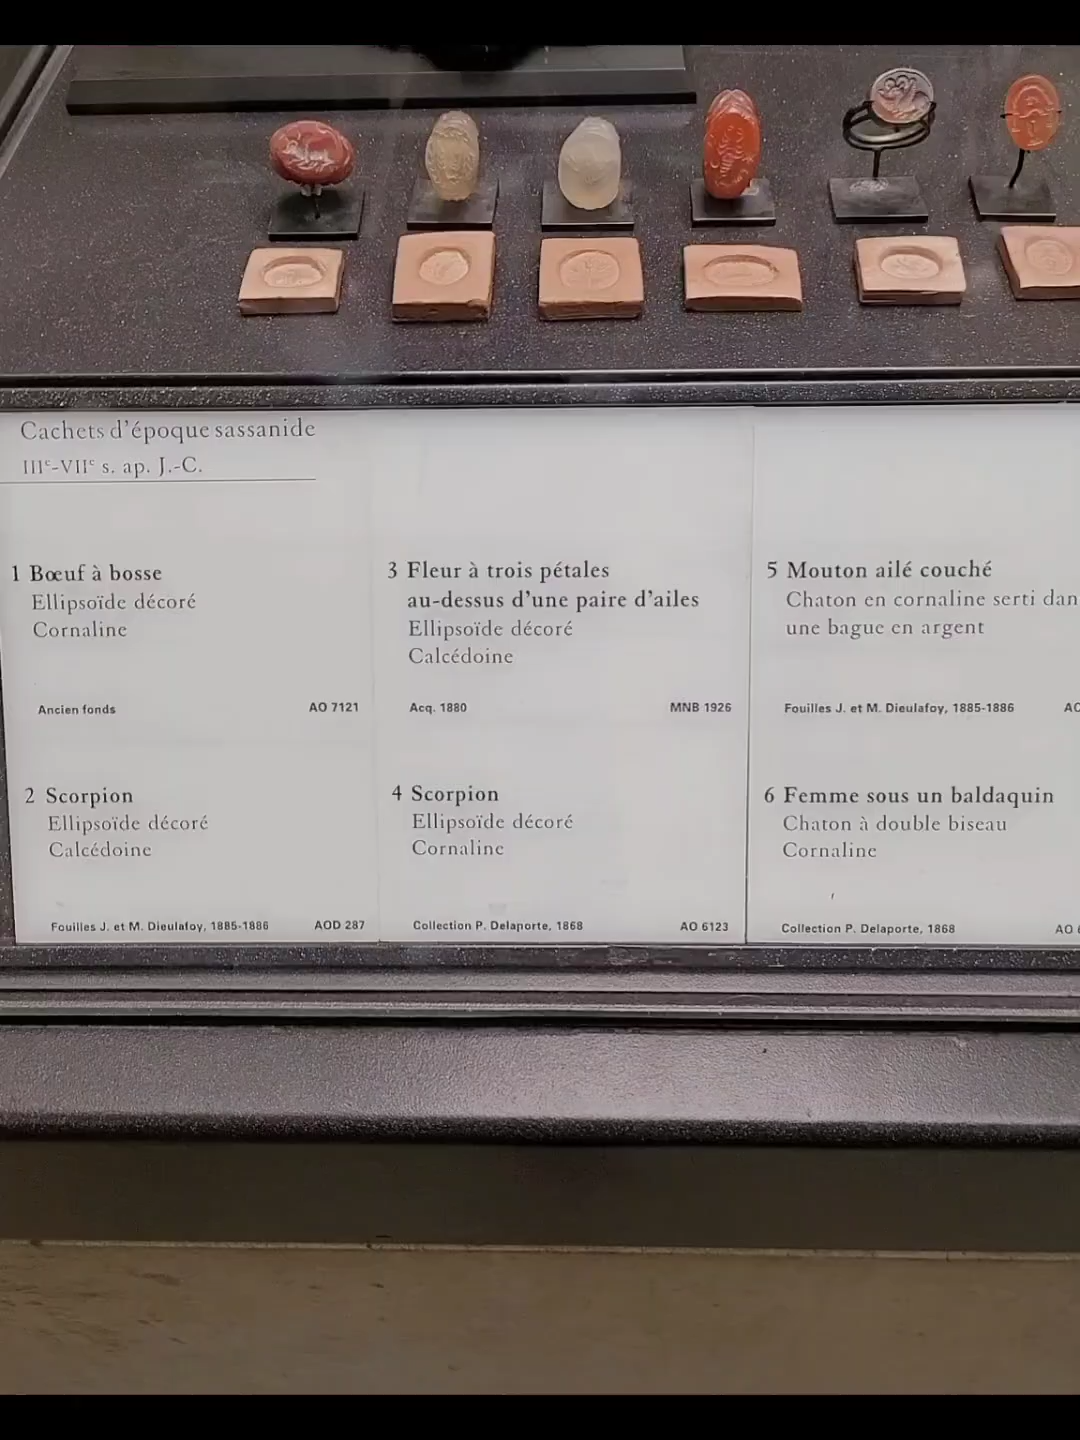 Cachets d'époque sassanide
IIIe-VIIe s. ap. J.-C.
1 Bœuf à bosse
Ellipsoïde décoré
Cornaline
Ancien fonds AO 7121
2 Scorpion
Ellipsoïde décoré
Calcédoine
Fouilles J. et M. Dieulafoy, 1885-1886 AOD 287
3 Fleur à trois pétales
au-dessus d'une paire d'ailes
Ellipsoïde décoré
Calcédoine
Acq. 1880 MNB 1926
4 Scorpion
Ellipsoïde décoré
Cornaline
Collection P. Delaporte, 1868 AO 6123
5 Mouton ailé couché
Chaton en cornaline serti dan
une bague en argent
Fouilles J. et M. Dieulafoy, 1885-1886
6 Femme sous un baldaquin
Chaton à double biseau
Cornaline
Collection P. Delaporte, 1868 AO